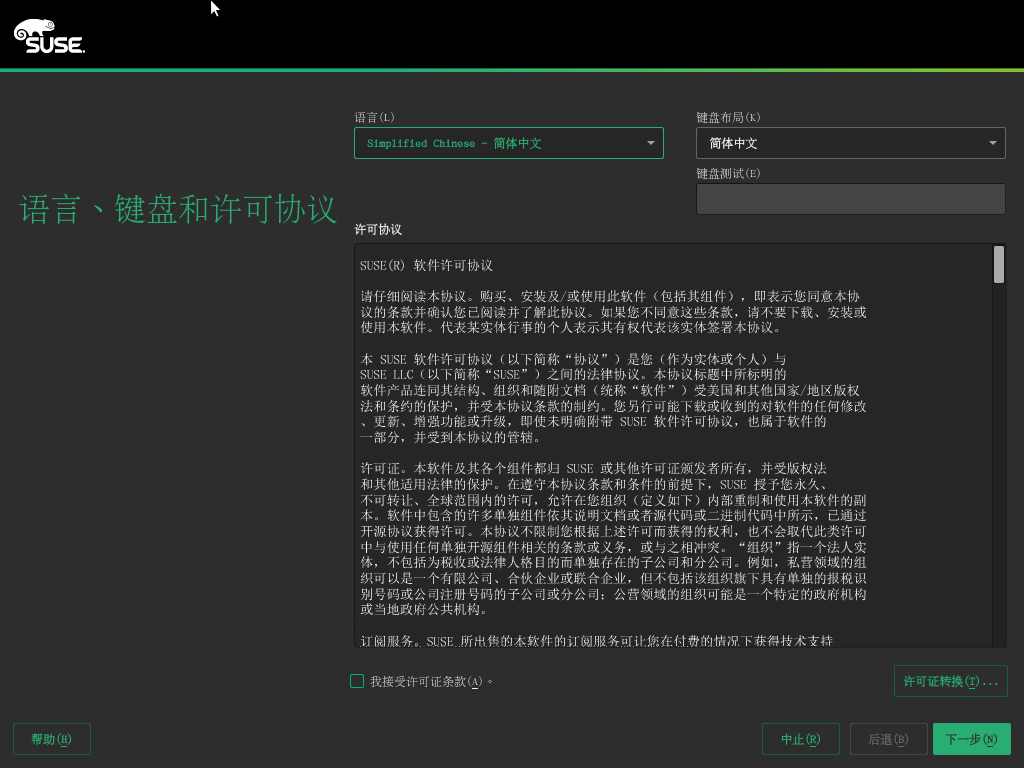 SUSE.
语言(L)
Simplified Chinese - 简体中文
键盘布局(K)
简体中文
键盘测试(E)
语言、键盘和许可协议
许可协议
SUSE(R) 软件许可协议
请仔细阅读本协议。购买、安装及/或使用此软件（包括其组件），即表示您同意本协
议的条款并确认您已阅读并了解此协议。如果您不同意这些条款，请不要下载、安装或
使用本软件。代表某实体行事的个人表示其有权代表该实体签署本协议。
本 SUSE 软件许可协议（以下简称“协议”）是您（作为实体或个人）与
SUSE LLC（以下简称“SUSE”）之间的法律协议。本协议标题中所标明的
软件产品连同其结构、组织和随附文档（统称“软件”）受美国和其他国家/地区版权
法和条约的保护，并受本协议条款的制约。您另行可能下载或收到的对软件的任何修改
、更新、增强功能或升级，即使未明确附带 SUSE 软件许可协议，也属于软件的
一部分，并受到本协议的管辖。
许可证。本软件及其各个组件都归 SUSE 或其他许可证颁发者所有，并受版权法
和其他适用法律的保护。在遵守本协议条款和条件的前提下，SUSE 授予您永久、
不可转让、全球范围内的许可，允许在您组织（定义如下）内部重制和使用本软件的副
本。软件中包含的许多单独组件依其说明文档或者源代码或二进制代码中所示，已通过
开源协议获得许可。本协议不限制您根据上述许可而获得的权利，也不会取代此类许可
中与使用任何单独开源组件相关的条款或义务，或与之相冲突。“组织”指一个法人实
体，不包括为税收或法律人格目的而单独存在的子公司和分公司。例如，私营领域的组
织可以是一个有限公司、合伙企业或联合企业，但不包括该组织旗下具有单独的报税识
别号码或公司注册号码的子公司或分公司；公营领域的组织可能是一个特定的政府机构
或当地政府公共机构。
订阅服务。SUSE 所出售的本软件的订阅服务可让您在付费的情况下获得技术支持
我接受许可证条款(A)。
许可证转换(T)...
帮助(H)
中止(R)
后退(B)
下一步(N)